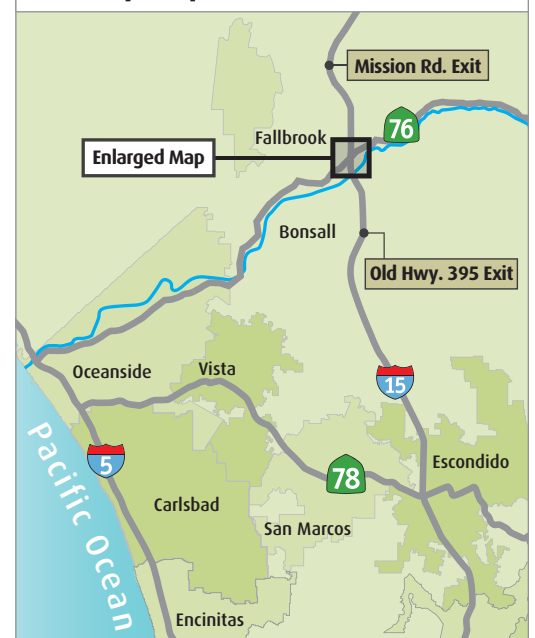 Mission Rd. Exit
76
Fallbrook
Enlarged Map
Bonsall
Old Hwy. 395 Exit
Oceanside
Vista
15
5
78
Escondido
Carlsbad
San Marcos
Pacific Ocean
Encinitas